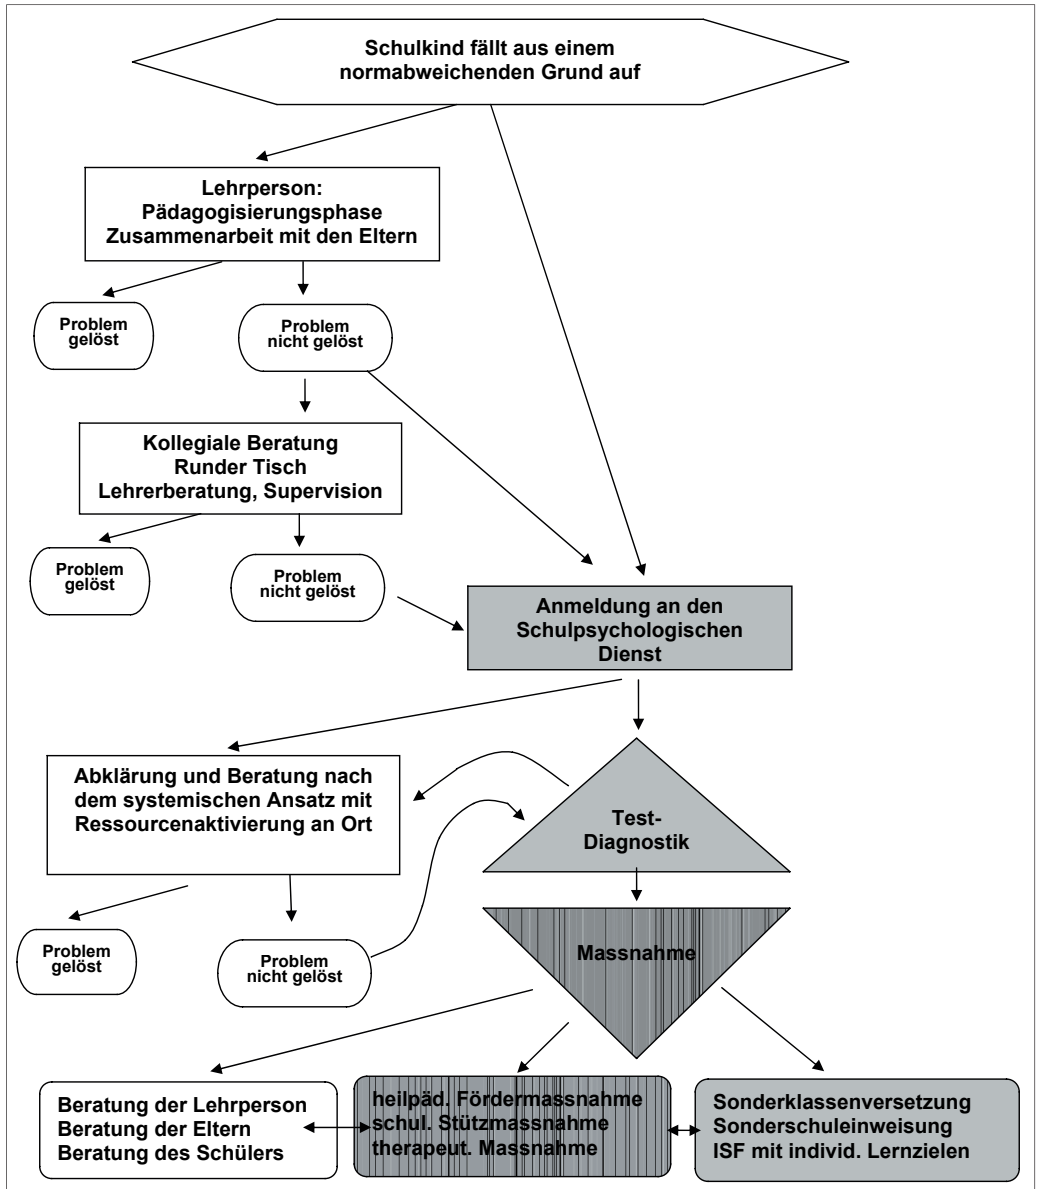 Schulkind fällt aus einem
normabweichenden Grund auf
Lehrperson:
Pädagogisierungsphase
Zusammenarbeit mit den Eltern
Problem
gelöst
Problem
nicht gelöst
Kollegiale Beratung
Runder Tisch
Lehrerberatung, Supervision
Problem
gelöst
Problem
nicht gelöst
Anmeldung an den
Schulpsychologischen
Dienst
Abklärung und Beratung nach
dem systemischen Ansatz mit
Ressourcenaktivierung an Ort
Test-
Diagnostik
Problem
gelöst
Problem
nicht gelöst
Massnahme
Beratung der Lehrperson
Beratung der Eltern
Beratung des Schülers
heilpäd. Fördermassnahme
schul. Stützmassnahme
therapeut. Massnahme
Sonderklassenversetzung
Sonderschuleinweisung
ISF mit individ. Lernzielen